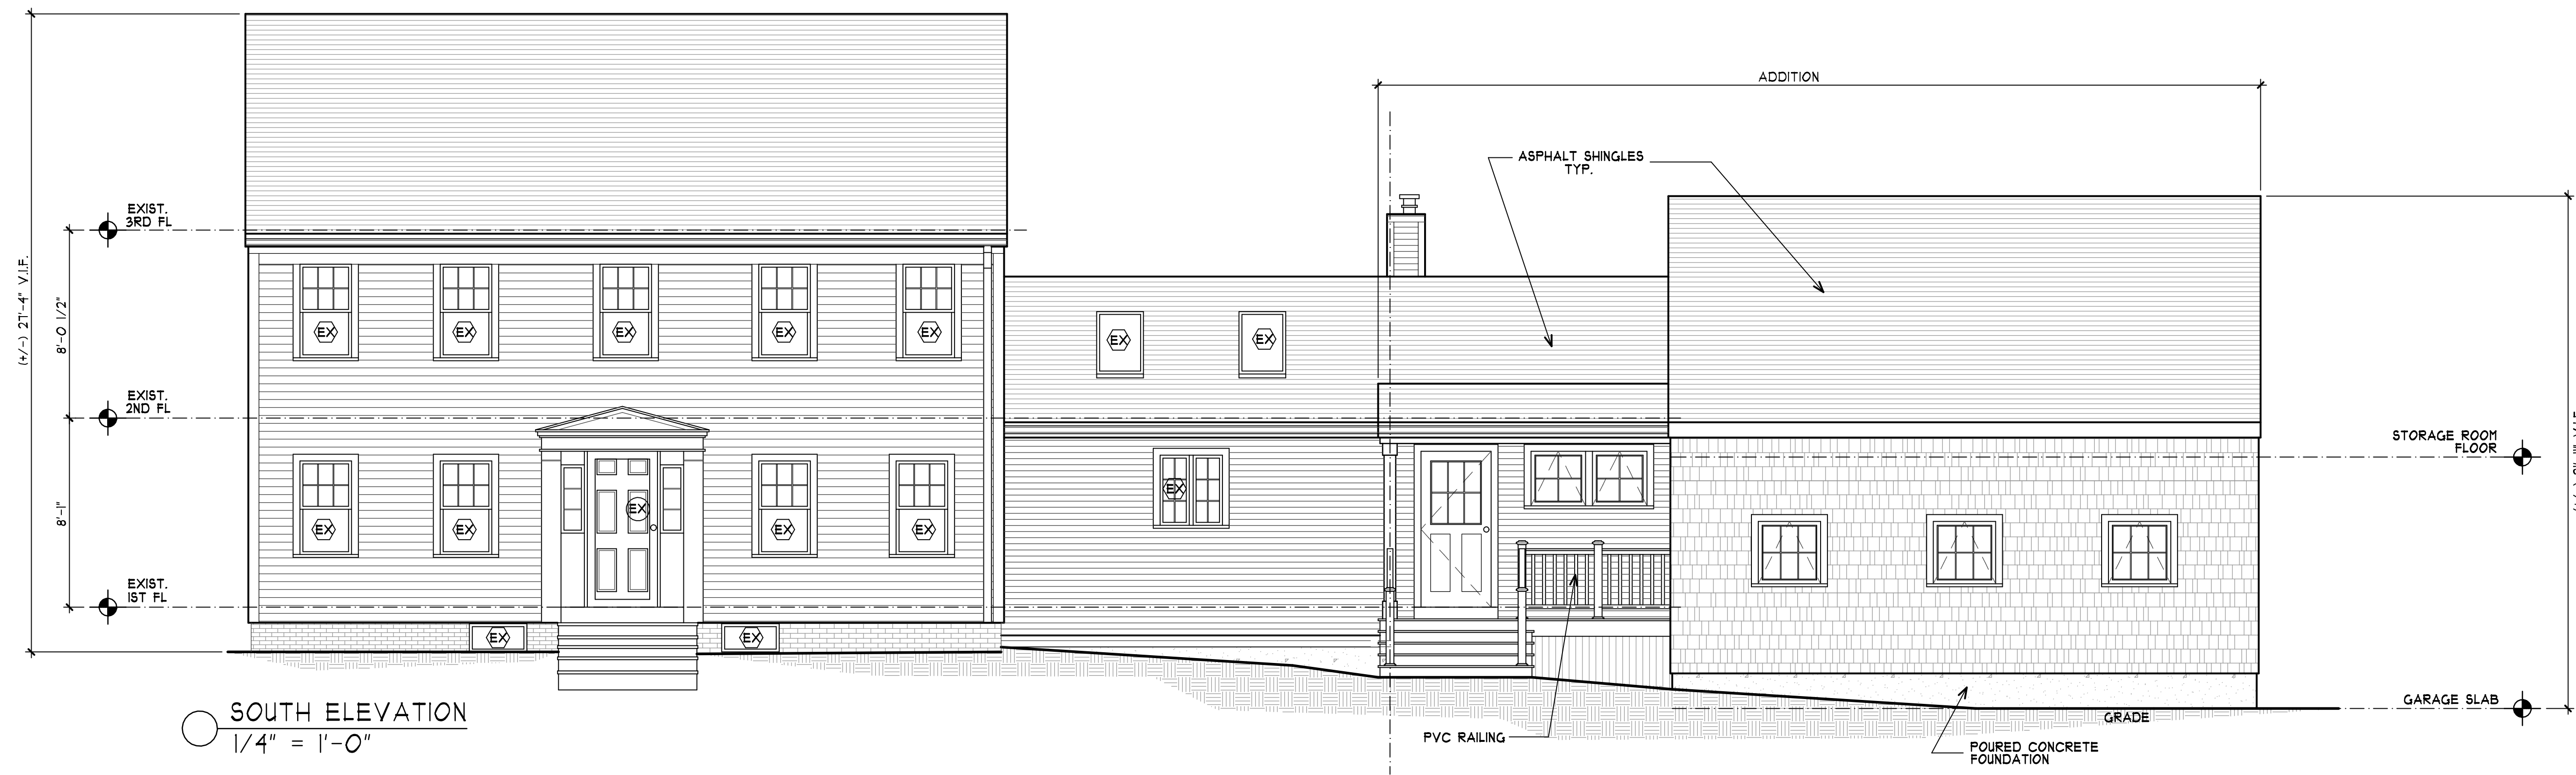 ADDITION
ASPHALT SHINGLES
TYP.
EXIST.
3RD FL
(+/-) 27'-4" V.I.F.
8'-0 1/2"
EX
EX
EX
EX
EX
EX
EX
EXIST.
2ND FL
STORAGE ROOM
FLOOR
8'-1"
EX
EX
EX
EX
EX
EX
EXIST.
1ST FL
EX
EX
GARAGE SLAB
GRADE
SOUTH ELEVATION
1/4" = 1'-0"
PVC RAILING
POURED CONCRETE
FOUNDATION